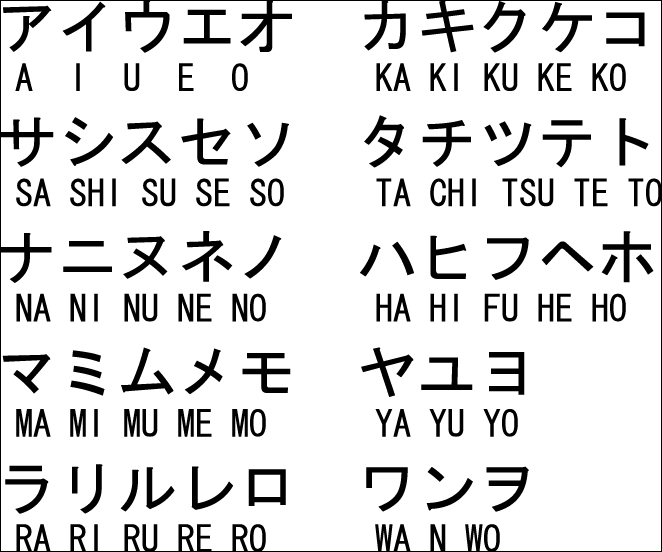 アイウエオ カキクケコ
A I U E O KA KI KU KE KO
サシスセソ タチツテト
SA SHI SU SE SO TA CHI TSU TE TO
ナニヌネノ ハヒフヘホ
NA NI NU NE NO HA HI FU HE HO
マミムメモ ヤユヨ
MA MI MU ME MO YA YU YO
ラリルレロ ワンヲ
RA RI RU RE RO WA N WO